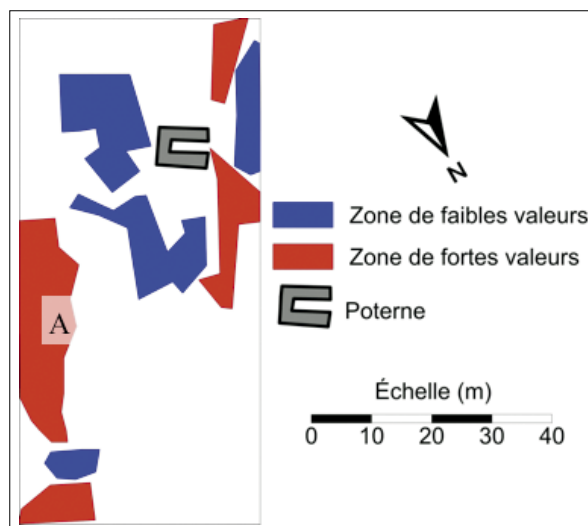 A
N
Zone de faibles valeurs
Zone de fortes valeurs
Poterne
Échelle (m)
0 10 20 30 40